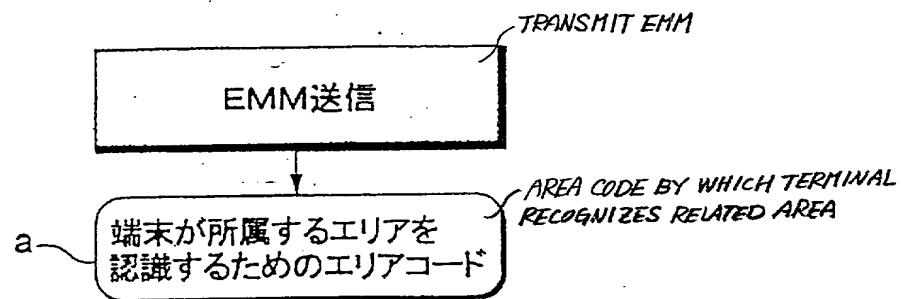 TRANSMIT EMM
EMM送信
AREA CODE BY WHICH TERMINAL
RECOGNIZES RELATED AREA
a
端末が所属するエリアを
認識するためのエリアコード